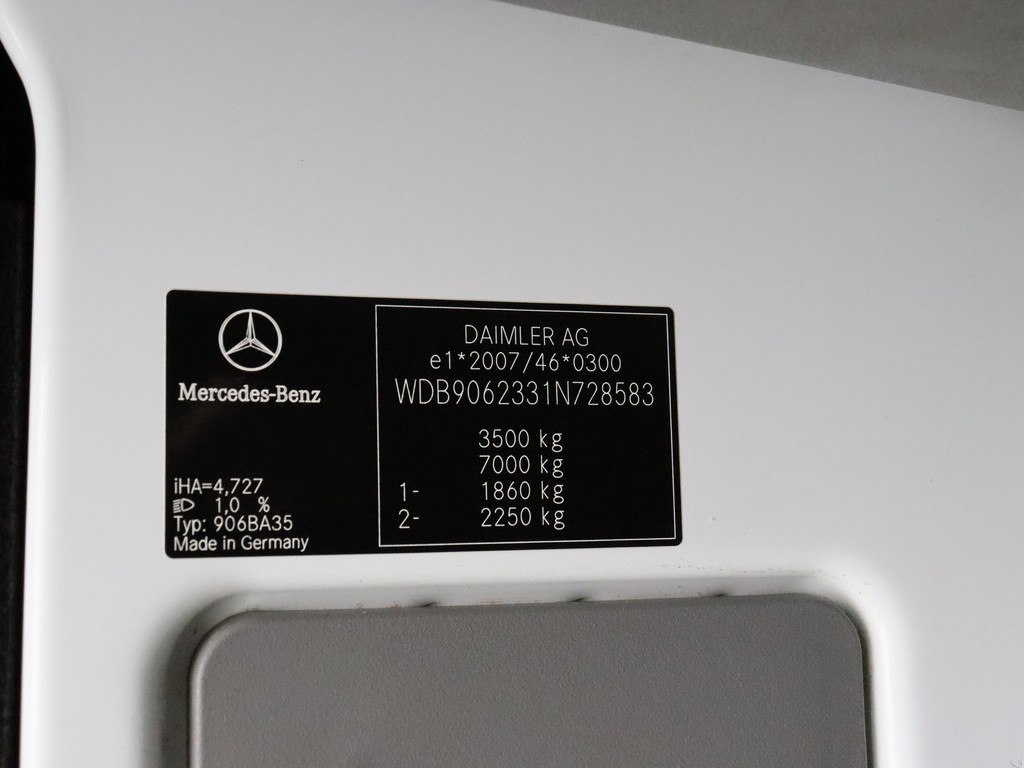 Mercedes-Benz
iHA=4,727
1,0 %
Typ: 906BA35
Made in Germany
DAIMLER AG
e1*2007/46*0300
WDB9062331N728583
3500 kg
7000 kg
1- 1860 kg
2- 2250 kg